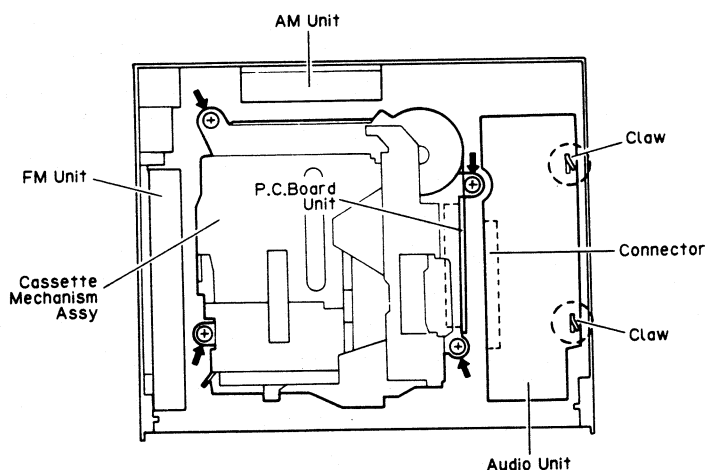 AM Unit
Claw
FM Unit
P.C.Board
Unit
Connector
Cassette
Mechanism
Assy
Claw
Audio Unit